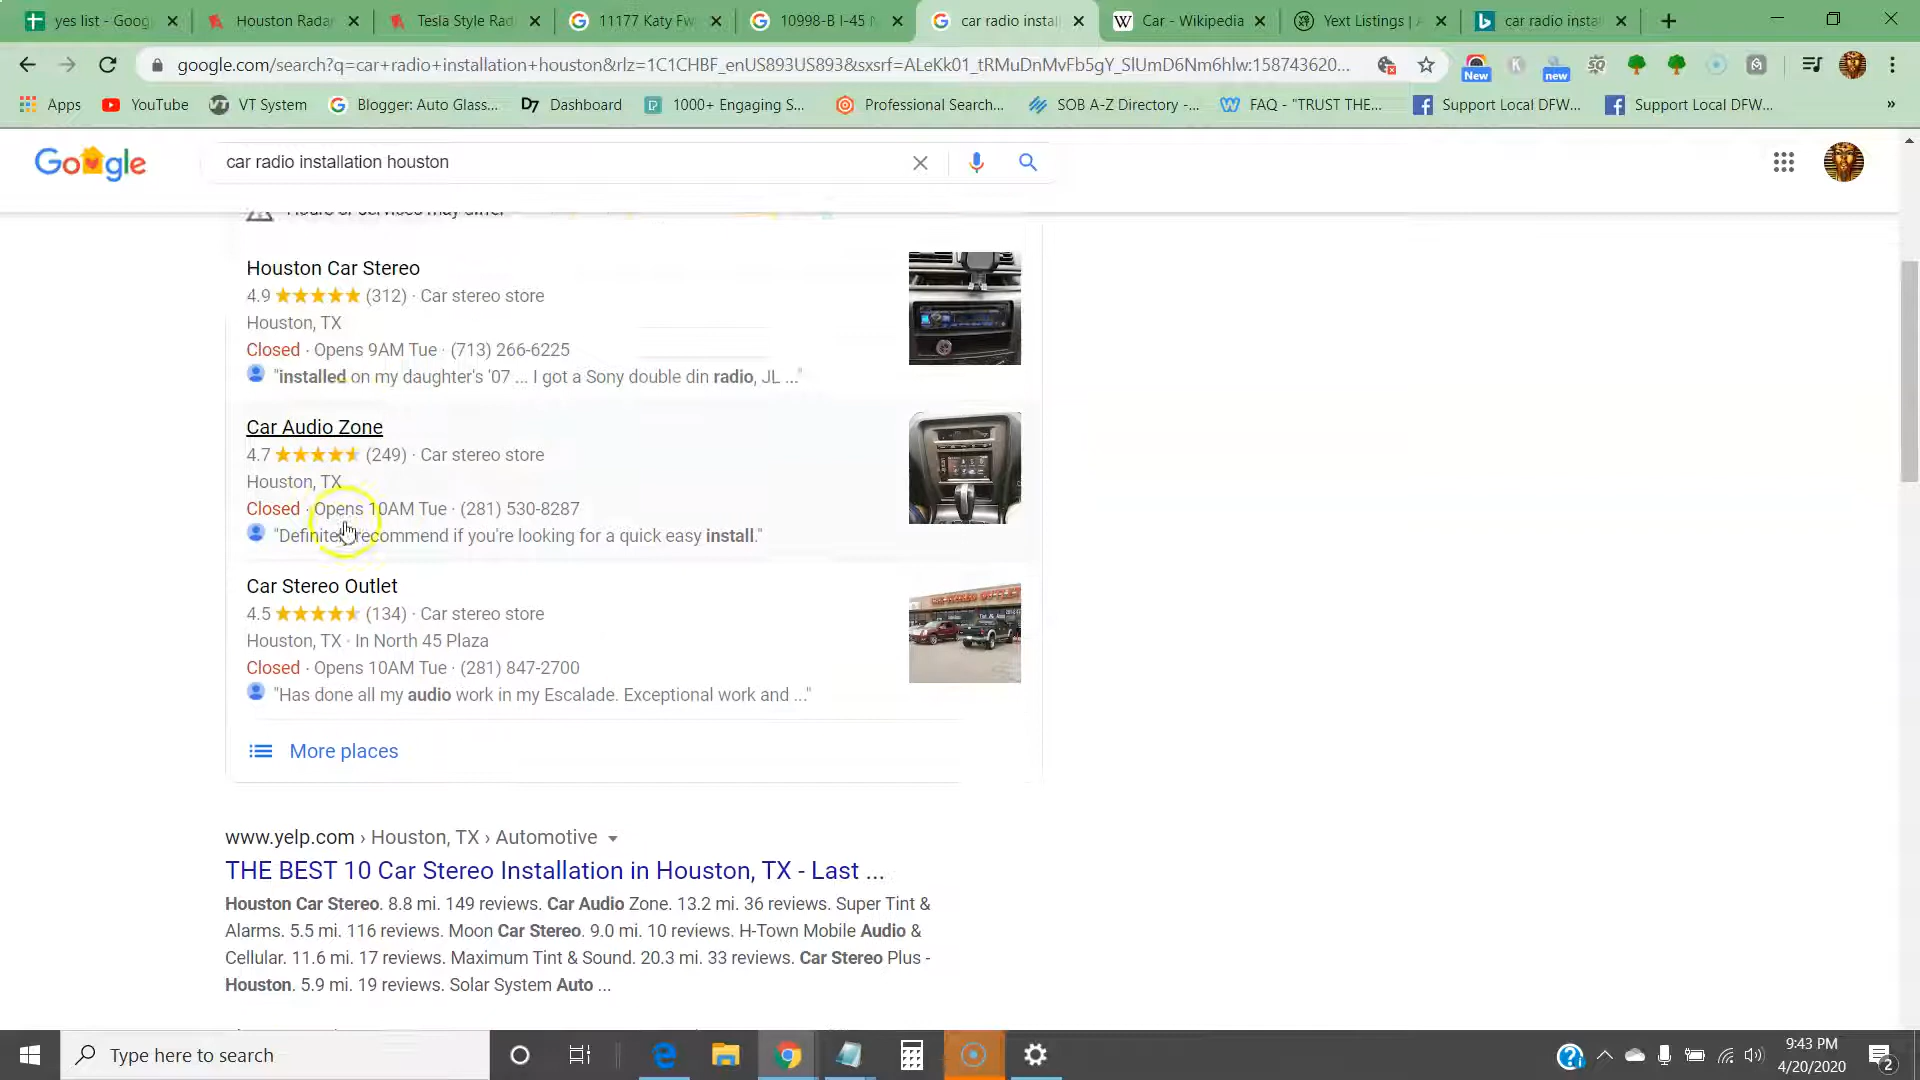 yes list - Goog
Houston Radar
Tesla Style Rad
11177 Katy Fw
10998-B I-45 N
car radio instal
Car - Wikipedia
Yext Listings |
car radio insta
google.com/search?q=car+radio+installation+houston&rlz=1C1CHBF_enUS893US893&sxsrf=ALeKk01_tRMuDnMvFb5gY_SlUmD6Nm6hlw:158743620...
New
new
Apps
YouTube
VT System
Blogger: Auto Glass...
Dashboard
1000+ Engaging S...
Professional Search...
SOB A-Z Directory -...
FAQ - "TRUST THE...
Support Local DFW...
Support Local DFW...
»
Google
car radio installation houston
Hours or services may differ
Houston Car Stereo
4.9 (312) · Car stereo store
Houston, TX
Closed · Opens 9AM Tue · (713) 266-6225
"installed on my daughter's '07 ... I got a Sony double din radio, JL ..."
Car Audio Zone
4.7 (249) · Car stereo store
Houston, TX
Closed · Opens 10AM Tue · (281) 530-8287
"Definitely recommend if you're looking for a quick easy install."
Car Stereo Outlet
4.5 (134) · Car stereo store
Houston, TX · In North 45 Plaza
Closed · Opens 10AM Tue · (281) 847-2700
"Has done all my audio work in my Escalade. Exceptional work and ..."
More places
www.yelp.com › Houston, TX › Automotive
THE BEST 10 Car Stereo Installation in Houston, TX - Last ...
Houston Car Stereo. 8.8 mi. 149 reviews. Car Audio Zone. 13.2 mi. 36 reviews. Super Tint &
Alarms. 5.5 mi. 116 reviews. Moon Car Stereo. 9.0 mi. 10 reviews. H-Town Mobile Audio &
Cellular. 11.6 mi. 17 reviews. Maximum Tint & Sound. 20.3 mi. 33 reviews. Car Stereo Plus -
Houston. 5.9 mi. 19 reviews. Solar System Auto ...
Type here to search
9:43 PM
4/20/2020
2